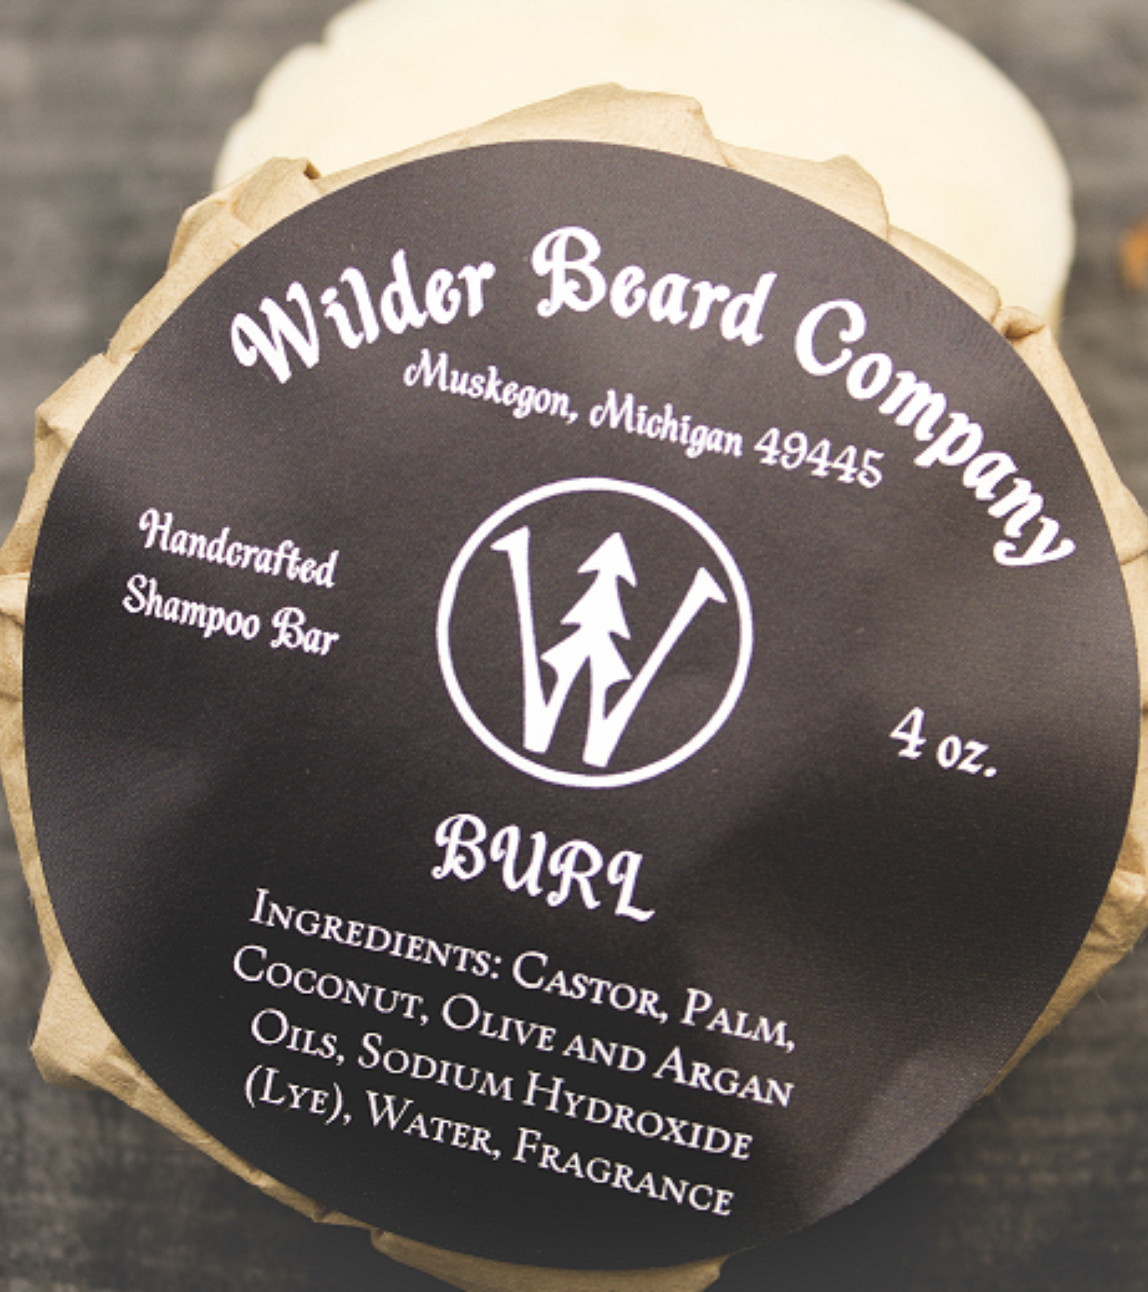 Wilder Beard Company
Muskegon, Michigan 49445
Handcrafted
Shampoo Bar
W
4 oz.
BURL
INGREDIENTS: CASTOR, PALM,
COCONUT, OLIVE AND ARGAN
OILS, SODIUM HYDROXIDE
(LYE), WATER, FRAGRANCE